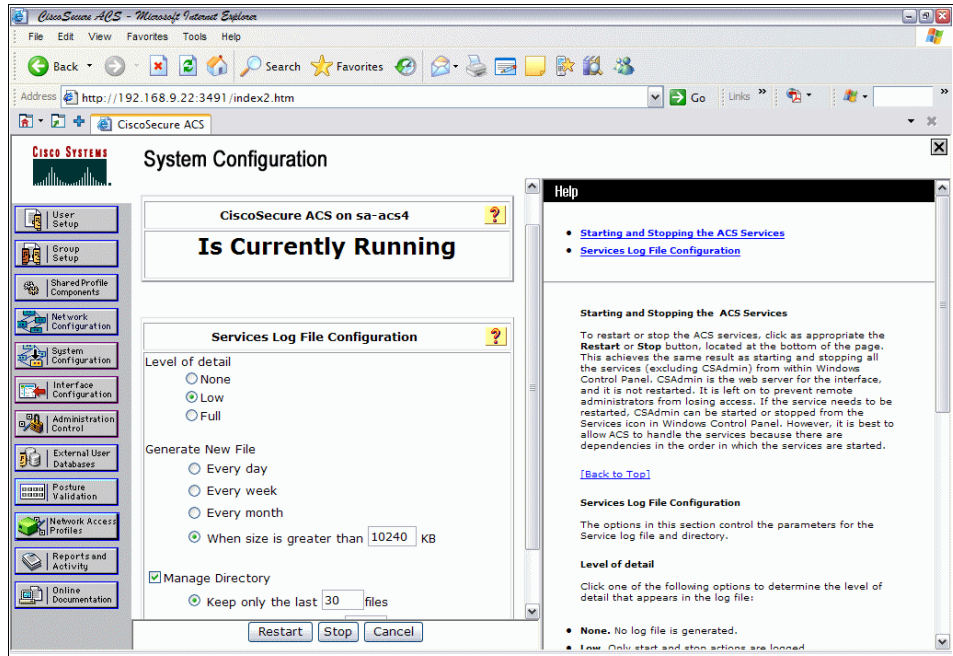 CiscoSecure ACS - Microsoft Internet Explorer
File Edit View Favorites Tools Help
Back Search Favorites
Address http://192.168.9.22:3491/index2.htm Go Links »
CiscoSecure ACS
CISCO SYSTEMS
System Configuration
User
Setup
Group
Setup
Shared Profile
Components
Network
Configuration
System
Configuration
Interface
Configuration
Administration
Control
External User
Databases
Posture
Validation
Network Access
Profiles
Reports and
Activity
Online
Documentation
CiscoSecure ACS on sa-acs4
Is Currently Running
Services Log File Configuration
Level of detail
None
Low
Full
Generate New File
Every day
Every week
Every month
When size is greater than 10240 KB
Manage Directory
Keep only the last 30 files
Restart Stop Cancel
Help
Starting and Stopping the ACS Services
Services Log File Configuration
Starting and Stopping the ACS Services
To restart or stop the ACS services, click as appropriate the
Restart or Stop button, located at the bottom of the page.
This achieves the same result as starting and stopping all
the services (excluding CSAdmin) from within Windows
Control Panel. CSAdmin is the web server for the interface,
and it is not restarted. It is left on to prevent remote
administrators from losing access. If the service needs to be
restarted, CSAdmin can be started or stopped from the
Services icon in Windows Control Panel. However, it is best to
allow ACS to handle the services because there are
dependencies in the order in which the services are started.
[Back to Top]
Services Log File Configuration
The options in this section control the parameters for the
Service log file and directory.
Level of detail
Click one of the following options to determine the level of
detail that appears in the log file:
None. No log file is generated.
Low. Only start and stop actions are logged.